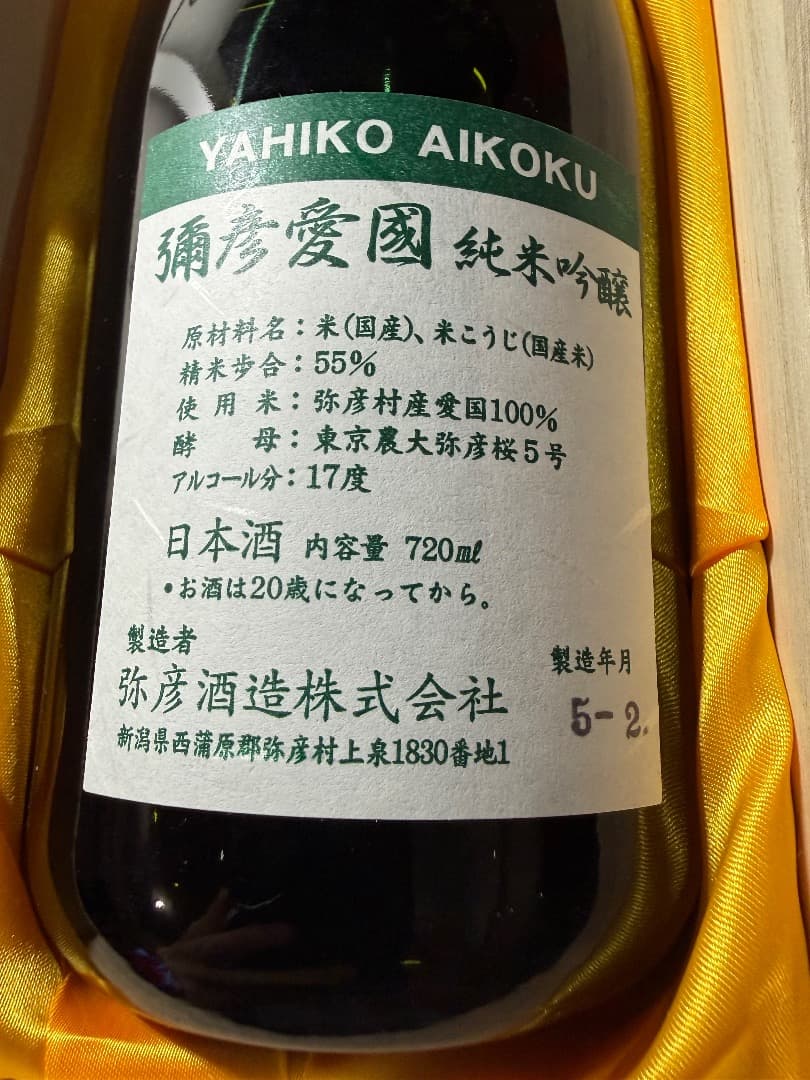 YAHIKO AIKOKU
彌彦愛國 純米吟醸
原材料名：米(国産)、米こうじ(国産米)
精米歩合：55%
使用米：弥彦村産愛国100%
酵母：東京農大弥彦桜5号
アルコール分：17度
日本酒 内容量 720㎖
•お酒は20歳になってから。
製造者
弥彦酒造株式会社
新潟県西蒲原郡弥彦村上泉1830番地1
製造年月
5-2.